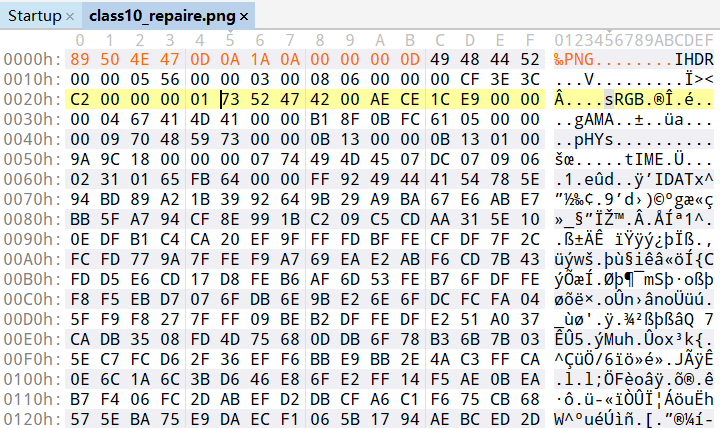 Startup × class10_repaire.png ×
0 1 2 3 4 5 6 7 8 9 A B C D E F 0123456789ABCDEF
0000h: 89 50 4E 47 0D 0A 1A 0A 00 00 00 0D 49 48 44 52 ‰PNG........IHDR
0010h: 00 00 05 56 00 00 03 00 08 06 00 00 00 CF 3E 3C ...V.........Ï><
0020h: C2 00 00 00 01 73 52 47 42 00 AE CE 1C E9 00 00 Â....sRGB.®Î.é..
0030h: 00 04 67 41 4D 41 00 00 B1 8F 0B FC 61 05 00 00 ..gAMA..±..üa...
0040h: 00 09 70 48 59 73 00 00 0B 13 00 00 0B 13 01 00 ..pHYs..........
0050h: 9A 9C 18 00 00 00 07 74 49 4D 45 07 DC 07 09 06 šœ.....tIME.Ü...
0060h: 02 31 01 65 FB 64 00 00 FF 92 49 44 41 54 78 5E .1.eûd..ÿ’IDATx^
0070h: 94 BD 89 A2 1B 39 92 64 9B 29 A9 BA 67 E6 AB E7 ”½‰¢.9’d›)©ºgæ«ç
0080h: BB 5F A7 94 CF 8E 99 1B C2 09 C5 CD AA 31 5E 10 »_§”ÏŽ™.Â.ÅÍª1^.
0090h: 0E DF B1 C4 CA 20 EF 9F FF FD BF FE CF DF 7F 2C .ß±ÄÊ ïŸÿý¿þÏß.,
00A0h: FC FD 77 9A 7F FE F9 A7 69 EA E2 AB F6 CD 7B 43 üýwš.þù§iêâ«öÍ{C
00B0h: FD D5 E6 CD 17 D8 FE B6 AF 6D 53 FE B7 6F DF FE ýÕæÍ.Øþ¶¯mSþ·oßþ
00C0h: F8 F5 EB D7 07 6F DB 6E 9B E2 6E 6F DC FC FA 04 øõë×.oÛn›ânoÜüú.
00D0h: 5F F9 F8 27 7F FF 09 BE B2 DF FE DF E2 51 A0 37 _ùø'.ÿ.¾²ßþßâQ 7
00E0h: CA DB 35 08 FD 4D 75 68 0D DB 6F 78 B3 6B 7B 03 ÊÛ5.ýMuh.Ûox³k{.
00F0h: 5E C7 FC D6 2F 36 EF F6 BB E9 BB 2E 4A C3 FF CA ^ÇüÖ/6ïö»é».JÃÿÊ
0100h: 0E 6C 1A 6C 3B D6 46 E8 6F E2 FF 14 F5 AE 0B EA .l.l;ÖFèoâÿ.õ®.ê
0110h: B7 F4 06 FC 2D AB EF D2 DB CF A6 C1 F6 75 CB 68 ·ô.ü-«ïÒÛÏ¦ÁöuËh
0120h: 57 5E BA 75 E9 DA EC F1 06 5B 17 94 AE BC ED 2D W^ºuéÚìñ.[.”®¼í-